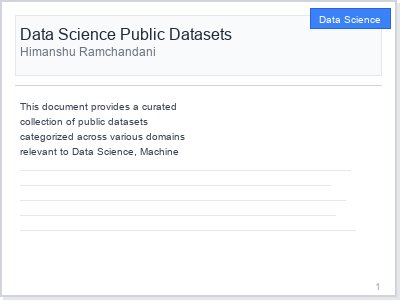 Data Science
Data Science Public Datasets
Himanshu Ramchandani
This document provides a curated
collection of public datasets
categorized across various domains
relevant to Data Science, Machine
1